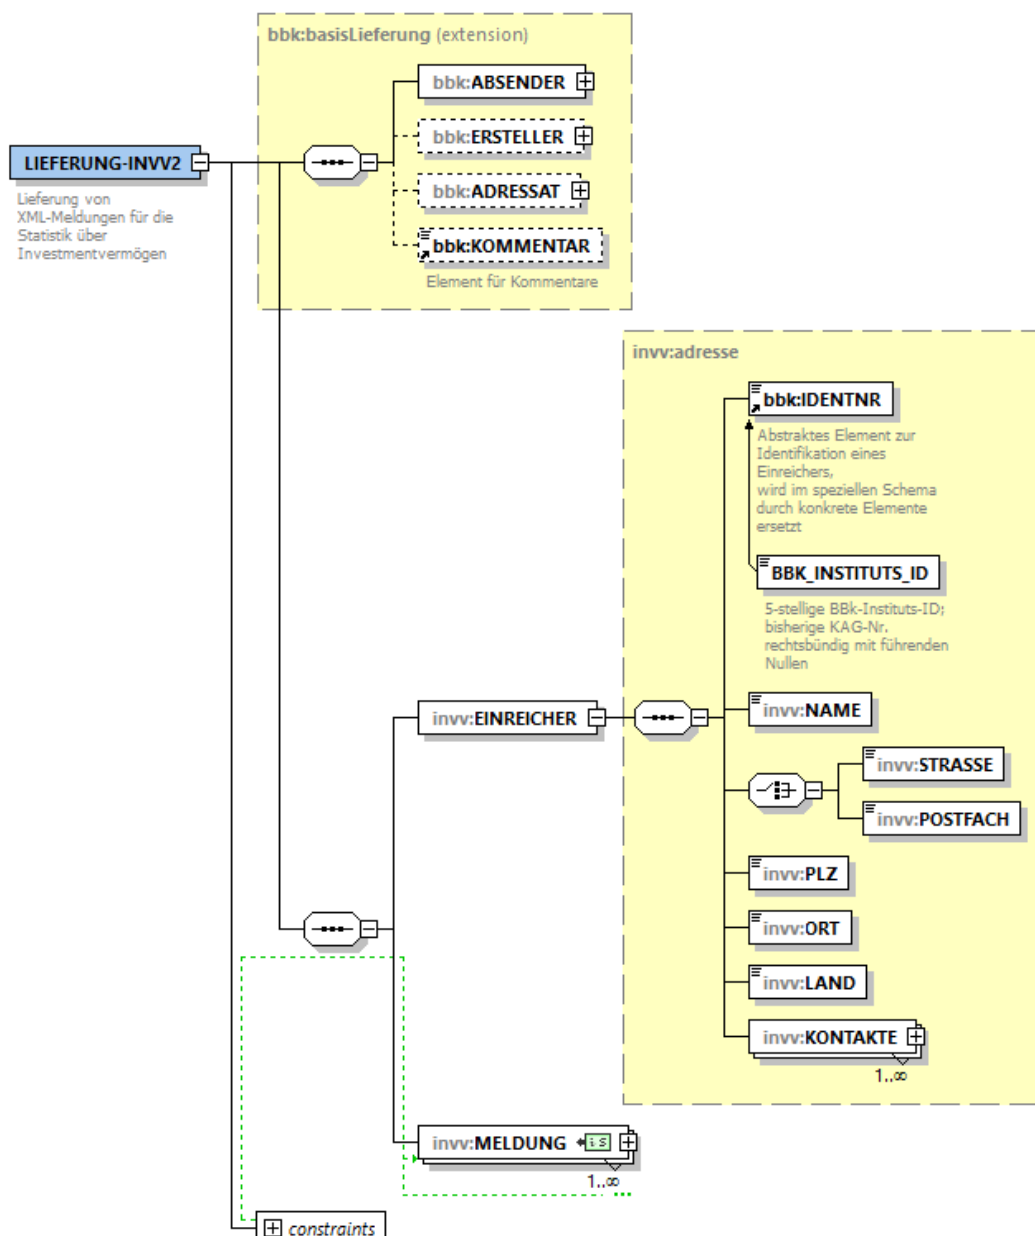 bbk:basisLieferung (extension)
bbk:ABSENDER
bbk:ERSTELLER
LIEFERUNG-INVV2
bbk:ADRESSAT
Lieferung von
XML-Meldungen für die
Statistik über
Investmentvermögen
bbk:KOMMENTAR
Element für Kommentare
invv:adresse
bbk:IDENTNR
Abstraktes Element zur
Identifikation eines
Einreichers,
wird im speziellen Schema
durch konkrete Elemente
ersetzt
BBK_INSTITUTS_ID
5-stellige BBk-Instituts-ID;
bisherige KAG-Nr.
rechtsbündig mit führenden
Nullen
invv:EINREICHER
invv:NAME
invv:STRASSE
invv:POSTFACH
invv:PLZ
invv:ORT
invv:LAND
invv:KONTAKTE
1..∞
invv:MELDUNG
is
1..∞
constraints